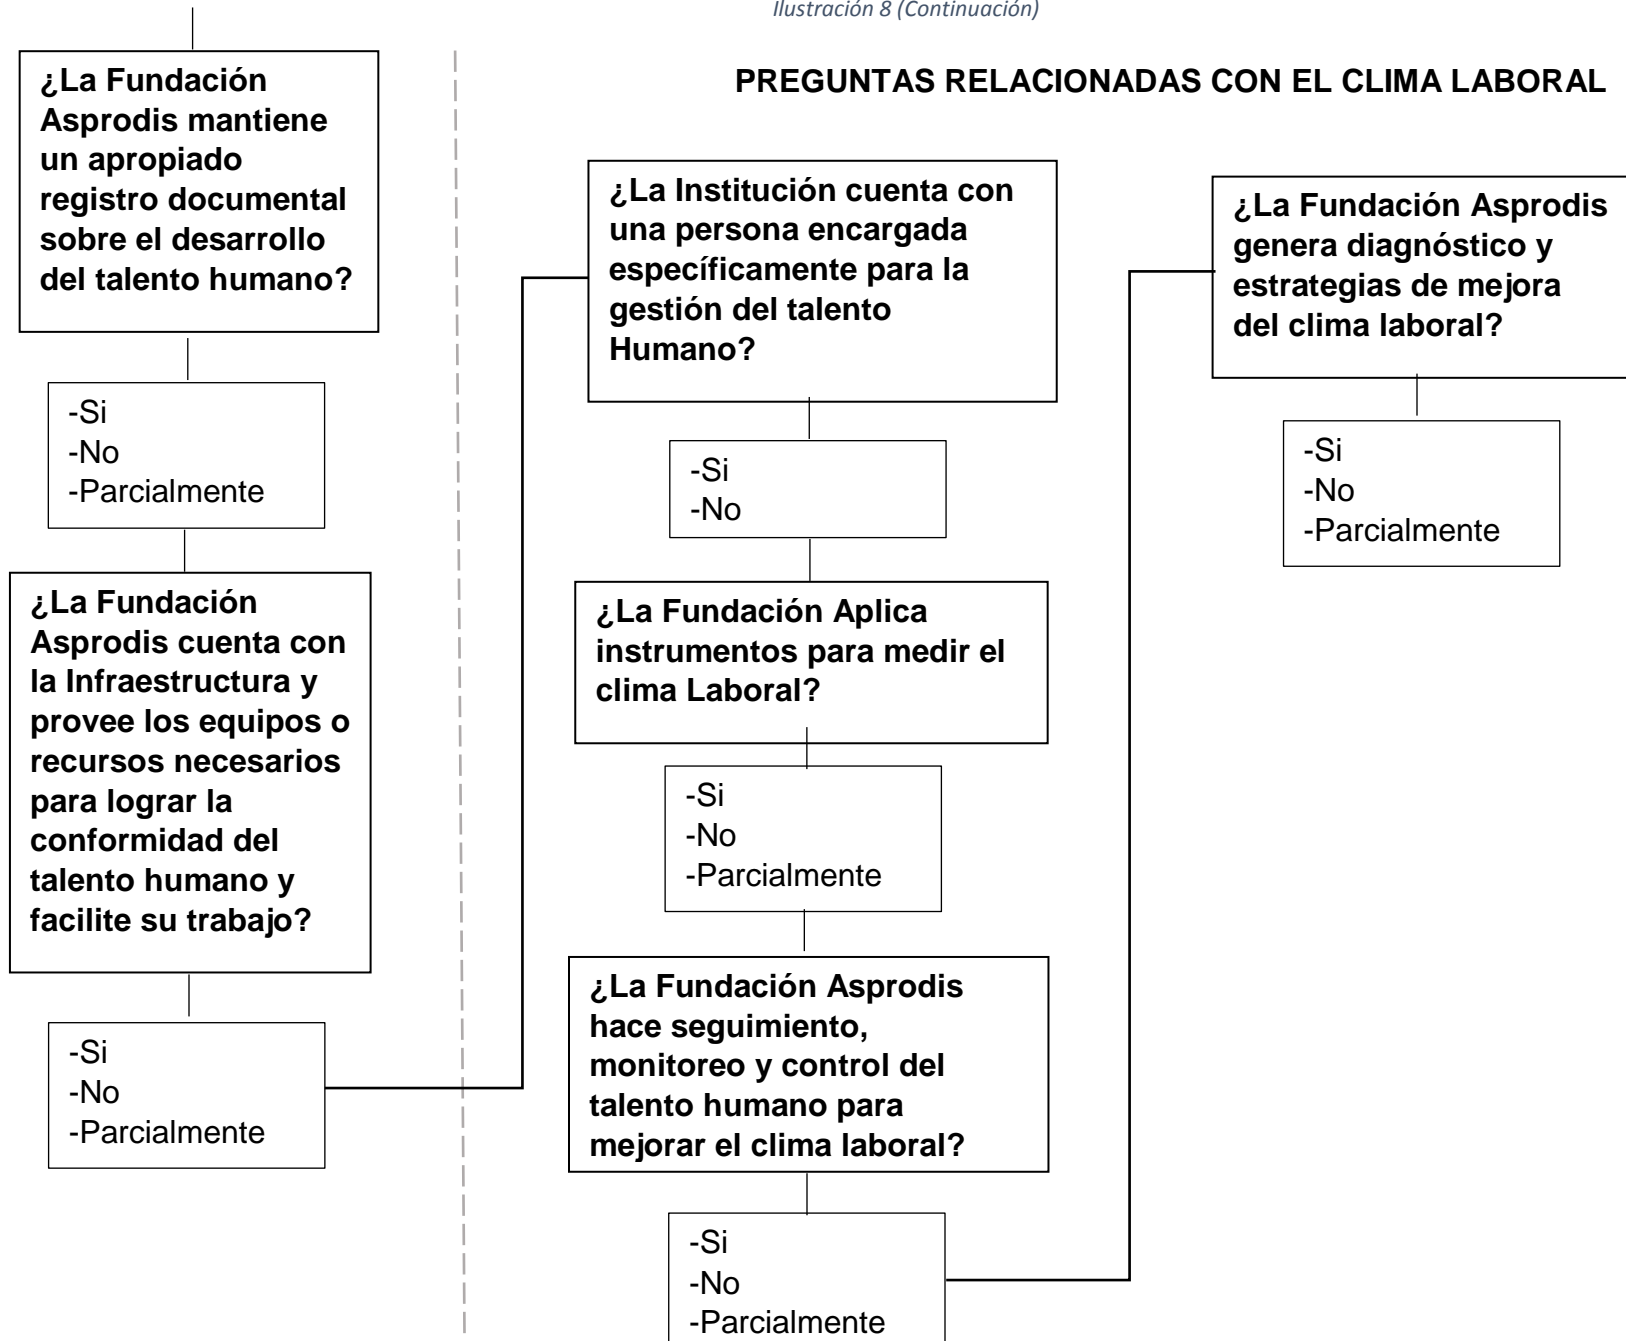 Ilustración 8 (Continuación)
¿La Fundación
Asprodis mantiene
un apropiado
registro documental
sobre el desarrollo
del talento humano?
-Si
-No
-Parcialmente
¿La Fundación
Asprodis cuenta con
la Infraestructura y
provee los equipos o
recursos necesarios
para lograr la
conformidad del
talento humano y
facilite su trabajo?
-Si
-No
-Parcialmente
PREGUNTAS RELACIONADAS CON EL CLIMA LABORAL
¿La Institución cuenta con
una persona encargada
específicamente para la
gestión del talento
Humano?
-Si
-No
¿La Fundación Aplica
instrumentos para medir el
clima Laboral?
-Si
-No
-Parcialmente
¿La Fundación Asprodis
hace seguimiento,
monitoreo y control del
talento humano para
mejorar el clima laboral?
-Si
-No
-Parcialmente
¿La Fundación Asprodis
genera diagnóstico y
estrategias de mejora
del clima laboral?
-Si
-No
-Parcialmente